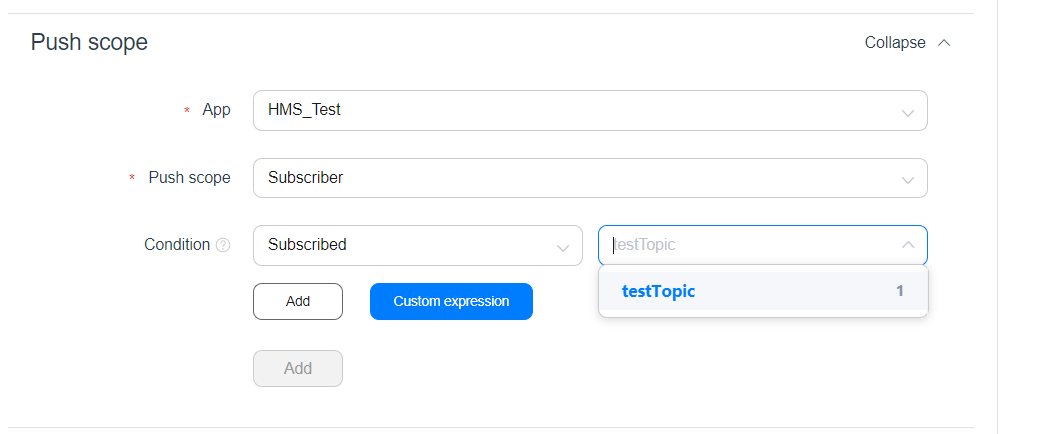 Push scope
Collapse
* App
HMS_Test
* Push scope
Subscriber
Condition ?
Subscribed
testTopic
testTopic 1
Add
Custom expression
Add